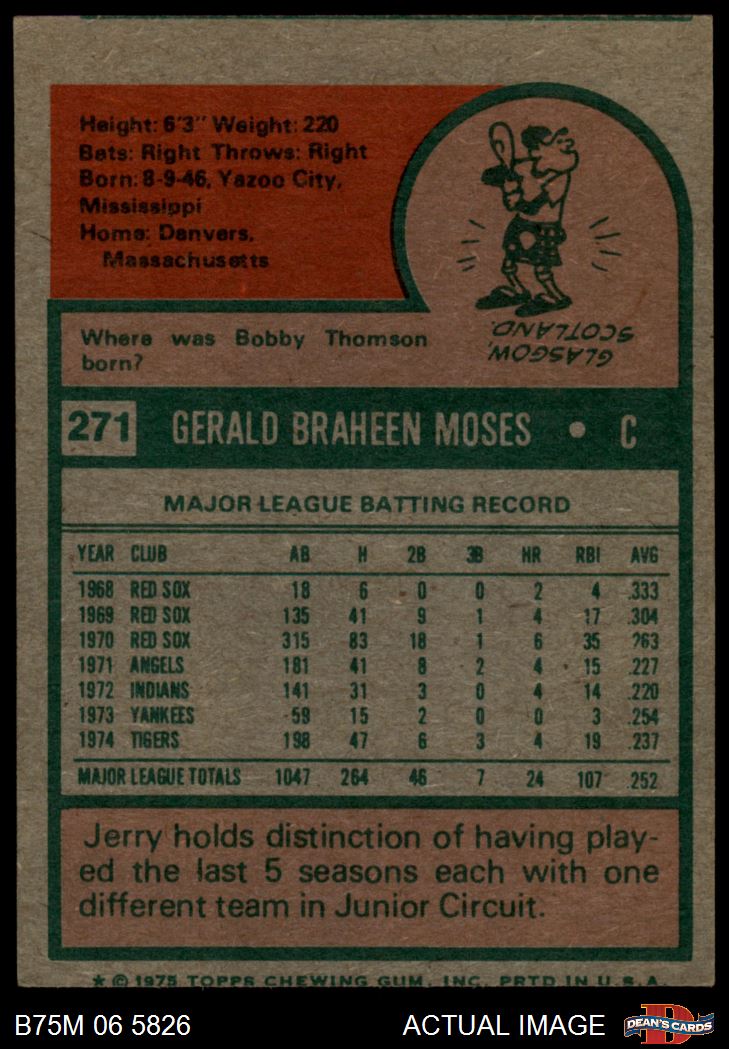 Height: 6'3" Weight: 220
Bats: Right Throws: Right
Born: 8-9-46, Yazoo City,
Mississippi
Home: Danvers,
Massachusetts
GLASGOW,
SCOTLAND.
Where was Bobby Thomson
born?
271 GERALD BRAHEEN MOSES • C
MAJOR LEAGUE BATTING RECORD
YEAR CLUB AB H 2B 3B HR RBI AVG
1968 RED SOX 18 6 0 0 2 4 .333
1969 RED SOX 135 41 9 1 4 17 .304
1970 RED SOX 315 83 18 1 6 35 .263
1971 ANGELS 181 41 8 2 4 15 .227
1972 INDIANS 141 31 3 0 4 14 .220
1973 YANKEES 59 15 2 0 0 3 .254
1974 TIGERS 198 47 6 3 4 19 .237
MAJOR LEAGUE TOTALS 1047 264 46 7 24 107 .252
Jerry holds distinction of having play-
ed the last 5 seasons each with one
different team in Junior Circuit.
* © 1975 TOPPS CHEWING GUM, INC. PRTD IN U.S.A.
B75M 06 5826 ACTUAL IMAGE
D
DEAN'S CARDS